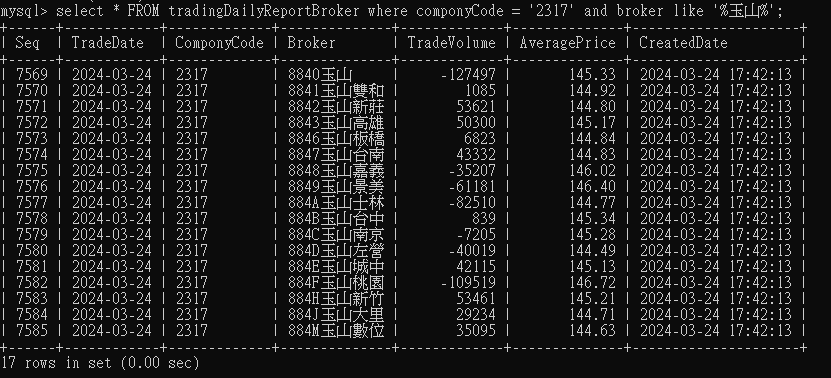 mysql> select * FROM tradingDailyReportBroker where componyCode = '2317' and broker like '%玉山%';
+------+------------+-------------+--------------+-------------+--------------+---------------------+
| Seq | TradeDate | ComponyCode | Broker | TradeVolume | AveragePrice | CreatedDate |
+------+------------+-------------+--------------+-------------+--------------+---------------------+
| 7569 | 2024-03-24 | 2317 | 8840玉山 | -127497 | 145.33 | 2024-03-24 17:42:13 |
| 7570 | 2024-03-24 | 2317 | 8841玉山雙和 | 1085 | 144.92 | 2024-03-24 17:42:13 |
| 7571 | 2024-03-24 | 2317 | 8842玉山新莊 | 53621 | 144.80 | 2024-03-24 17:42:13 |
| 7572 | 2024-03-24 | 2317 | 8843玉山高雄 | 50300 | 145.17 | 2024-03-24 17:42:13 |
| 7573 | 2024-03-24 | 2317 | 8846玉山板橋 | 6823 | 144.84 | 2024-03-24 17:42:13 |
| 7574 | 2024-03-24 | 2317 | 8847玉山台南 | 43332 | 144.83 | 2024-03-24 17:42:13 |
| 7575 | 2024-03-24 | 2317 | 8848玉山嘉義 | -35207 | 146.02 | 2024-03-24 17:42:13 |
| 7576 | 2024-03-24 | 2317 | 8849玉山景美 | -61181 | 146.40 | 2024-03-24 17:42:13 |
| 7577 | 2024-03-24 | 2317 | 884A玉山士林 | -82510 | 144.77 | 2024-03-24 17:42:13 |
| 7578 | 2024-03-24 | 2317 | 884B玉山台中 | 839 | 145.34 | 2024-03-24 17:42:13 |
| 7579 | 2024-03-24 | 2317 | 884C玉山南京 | -7205 | 145.28 | 2024-03-24 17:42:13 |
| 7580 | 2024-03-24 | 2317 | 884D玉山左營 | -40019 | 144.49 | 2024-03-24 17:42:13 |
| 7581 | 2024-03-24 | 2317 | 884E玉山城中 | 42115 | 145.13 | 2024-03-24 17:42:13 |
| 7582 | 2024-03-24 | 2317 | 884F玉山桃園 | -109519 | 146.72 | 2024-03-24 17:42:13 |
| 7583 | 2024-03-24 | 2317 | 884H玉山新竹 | 53461 | 145.21 | 2024-03-24 17:42:13 |
| 7584 | 2024-03-24 | 2317 | 884J玉山大里 | 29234 | 144.71 | 2024-03-24 17:42:13 |
| 7585 | 2024-03-24 | 2317 | 884M玉山數位 | 35095 | 144.63 | 2024-03-24 17:42:13 |
+------+------------+-------------+--------------+-------------+--------------+---------------------+
17 rows in set (0.00 sec)